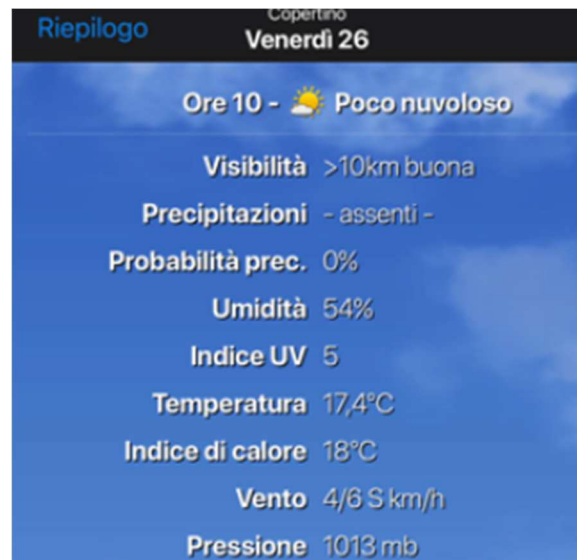 Copertino
Riepilogo
Venerdì 26
Ore 10 - Poco nuvoloso
Visibilità >10km buona
Precipitazioni - assenti -
Probabilità prec. 0%
Umidità 54%
Indice UV 5
Temperatura 17,4°C
Indice di calore 18°C
Vento 4/6 S km/h
Pressione 1013 mb